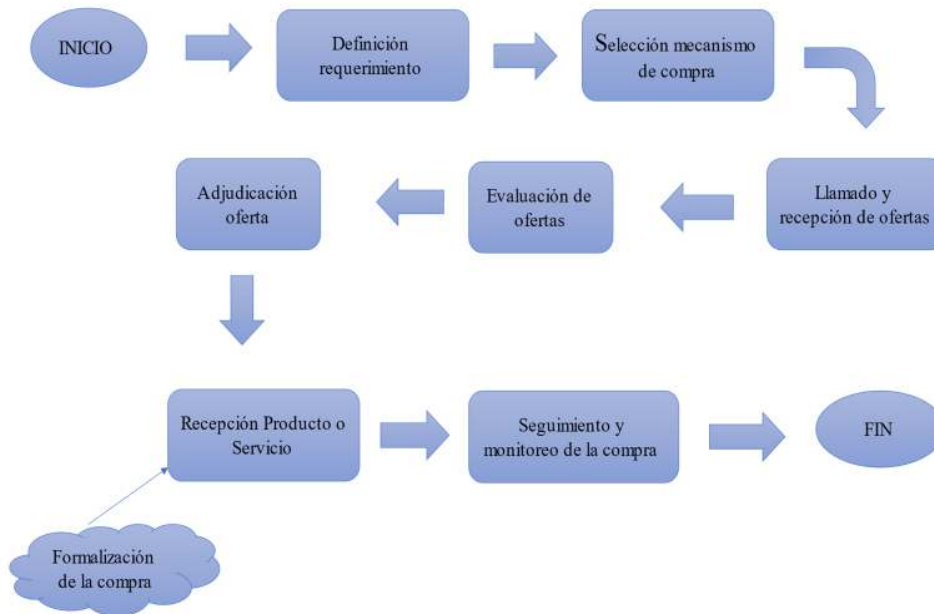 INICIO
Definición
requerimiento
Selección mecanismo
de compra
Llamado y
recepción de ofertas
Evaluación de
ofertas
Adjudicación
oferta
Recepción Producto o
Servicio
Seguimiento y
monitoreo de la compra
FIN
Formalización
de la compra